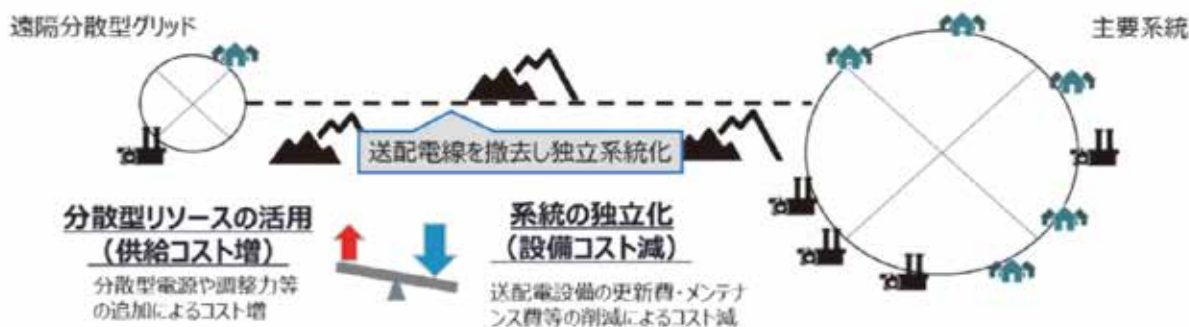 遠隔分散型グリッド
主要系統
送配電線を撤去し独立系統化
分散型リソースの活用
（供給コスト増）
分散型電源や調整力等
の追加によるコスト増
系統の独立化
（設備コスト減）
送配電設備の更新費・メンテナ
ンス費等の削減によるコスト減